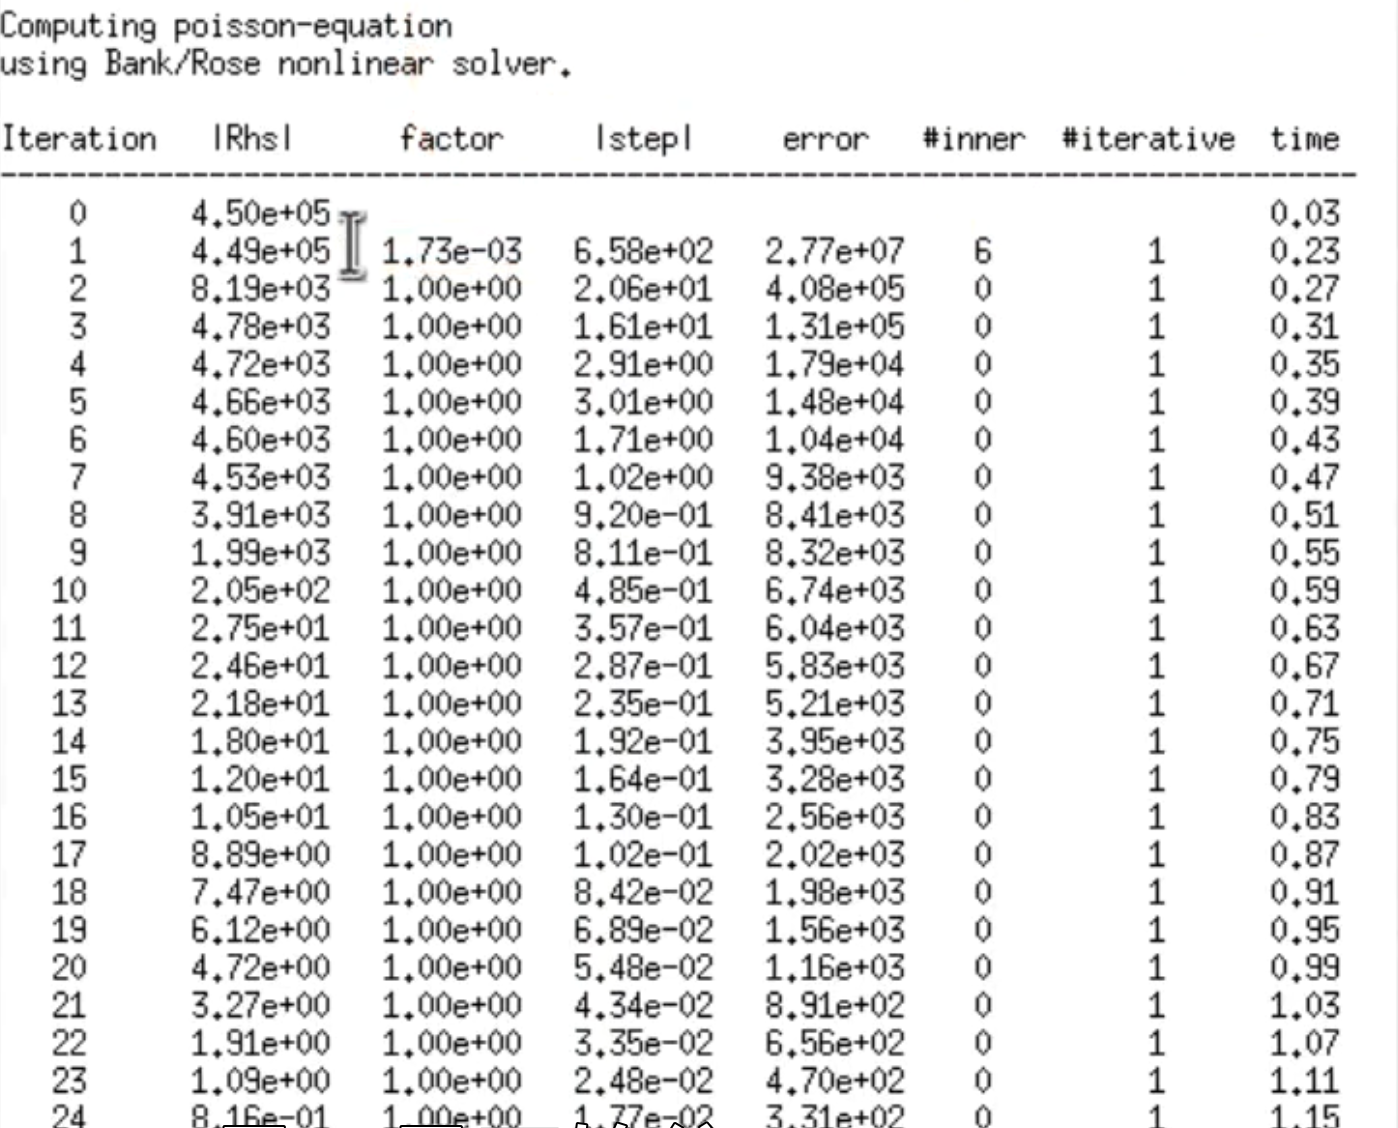 Computing poisson-equation
using Bank/Rose nonlinear solver.
Iteration |Rhs| factor |step| error #inner #iterative time
------------------------------------------------------------------------------
0 4.50e+05 0.03
1 4.49e+05 1.73e-03 6.58e+02 2.77e+07 6 1 0.23
2 8.19e+03 1.00e+00 2.06e+01 4.08e+05 0 1 0.27
3 4.78e+03 1.00e+00 1.61e+01 1.31e+05 0 1 0.31
4 4.72e+03 1.00e+00 2.91e+00 1.79e+04 0 1 0.35
5 4.66e+03 1.00e+00 3.01e+00 1.48e+04 0 1 0.39
6 4.60e+03 1.00e+00 1.71e+00 1.04e+04 0 1 0.43
7 4.53e+03 1.00e+00 1.02e+00 9.38e+03 0 1 0.47
8 3.91e+03 1.00e+00 9.20e-01 8.41e+03 0 1 0.51
9 1.99e+03 1.00e+00 8.11e-01 8.32e+03 0 1 0.55
10 2.05e+02 1.00e+00 4.85e-01 6.74e+03 0 1 0.59
11 2.75e+01 1.00e+00 3.57e-01 6.04e+03 0 1 0.63
12 2.46e+01 1.00e+00 2.87e-01 5.83e+03 0 1 0.67
13 2.18e+01 1.00e+00 2.35e-01 5.21e+03 0 1 0.71
14 1.80e+01 1.00e+00 1.92e-01 3.95e+03 0 1 0.75
15 1.20e+01 1.00e+00 1.64e-01 3.28e+03 0 1 0.79
16 1.05e+01 1.00e+00 1.30e-01 2.56e+03 0 1 0.83
17 8.89e+00 1.00e+00 1.02e-01 2.02e+03 0 1 0.87
18 7.47e+00 1.00e+00 8.42e-02 1.98e+03 0 1 0.91
19 6.12e+00 1.00e+00 6.89e-02 1.56e+03 0 1 0.95
20 4.72e+00 1.00e+00 5.48e-02 1.16e+03 0 1 0.99
21 3.27e+00 1.00e+00 4.34e-02 8.91e+02 0 1 1.03
22 1.91e+00 1.00e+00 3.35e-02 6.56e+02 0 1 1.07
23 1.09e+00 1.00e+00 2.48e-02 4.70e+02 0 1 1.11
24 8.16e-01 1.00e+00 1.77e-02 3.31e+02 0 1 1.15